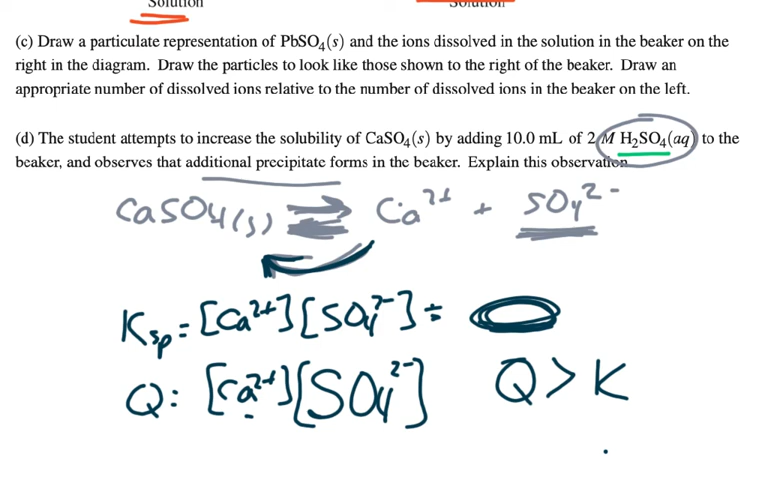 Solution Solution
(c) Draw a particulate representation of PbSO₄(s) and the ions dissolved in the solution in the beaker on the
right in the diagram. Draw the particles to look like those shown to the right of the beaker. Draw an
appropriate number of dissolved ions relative to the number of dissolved ions in the beaker on the left.
(d) The student attempts to increase the solubility of CaSO₄(s) by adding 10.0 mL of 2 M H₂SO₄(aq) to the
beaker, and observes that additional precipitate forms in the beaker. Explain this observation.
CaSO₄(s) ⇌ Ca²⁺ + SO₄²⁻
Ksp = [Ca²⁺][SO₄²⁻] =
Q: [Ca²⁺][SO₄²⁻] Q > K